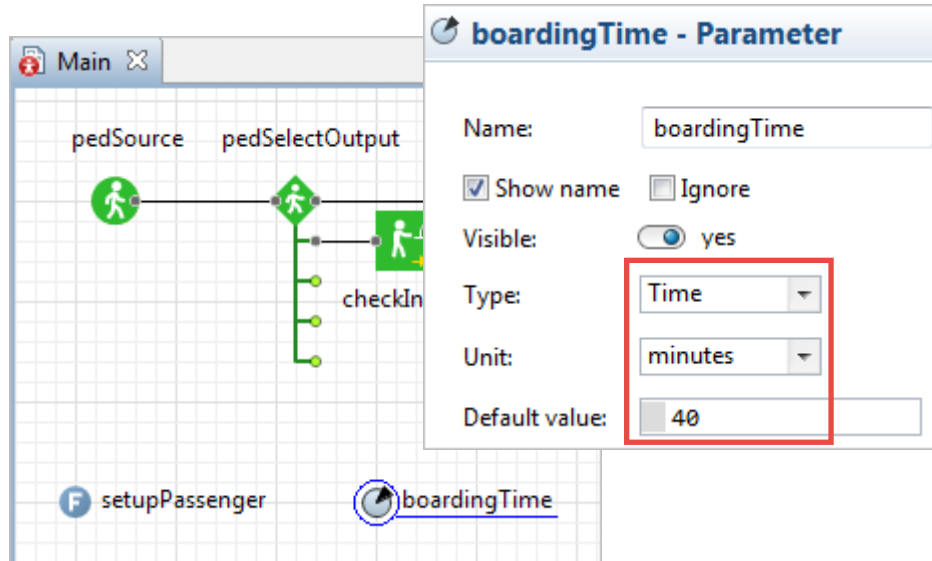 Main
pedSource
pedSelectOutput
checkIn
F setupPassenger
boardingTime
boardingTime - Parameter
Name:
boardingTime
Show name
Ignore
Visible:
yes
Type:
Time
Unit:
minutes
Default value:
40